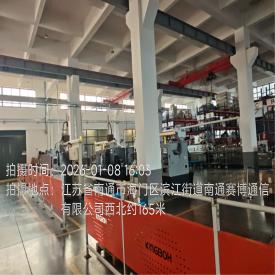 拍摄时间：2026-01-08 16:03
拍摄地点：江苏省南通市海门区滨江街道南通赛博通信
有限公司西北约165米
KINGBOH